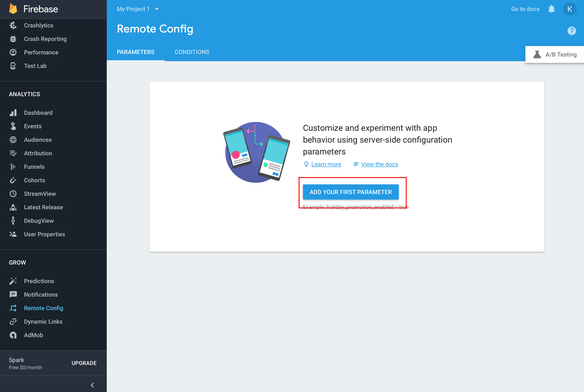 Firebase
Crashlytics
Crash Reporting
Performance
Test Lab
ANALYTICS
Dashboard
Events
Audiences
Attribution
Funnels
Cohorts
StreamView
Latest Release
DebugView
User Properties
GROW
Predictions
Notifications
Remote Config
Dynamic Links
AdMob
Spark
Free $0/month
UPGRADE
My Project 1
Go to docs
K
Remote Config
PARAMETERS
CONDITIONS
A/B Testing
Customize and experiment with app
behavior using server-side configuration
parameters
Learn more
View the docs
ADD YOUR FIRST PARAMETER
Example: holiday_promotion_enabled = true